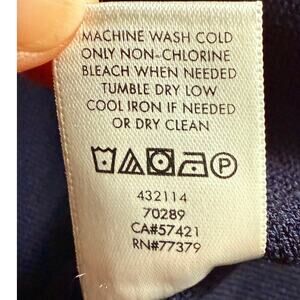 MACHINE WASH COLD
ONLY NON-CHLORINE
BLEACH WHEN NEEDED
TUMBLE DRY LOW
COOL IRON IF NEEDED
OR DRY CLEAN
P
432114
70289
CA#57421
RN#77379